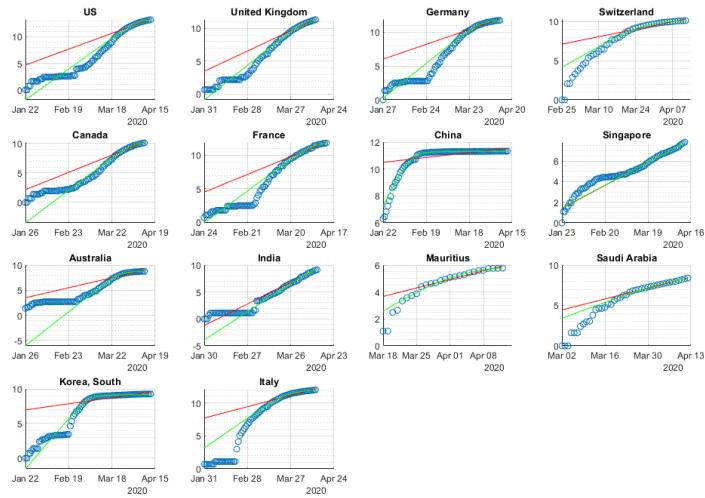 US
10
5
0
Jan 22 Feb 19 Mar 18 Apr 15
2020
United Kingdom
10
5
0
Jan 31 Feb 28 Mar 27 Apr 24
2020
Germany
10
5
0
Jan 27 Feb 24 Mar 23 Apr 20
2020
Switzerland
10
5
0
Feb 25 Mar 10 Mar 24 Apr 07
2020
Canada
10
5
0
Jan 26 Feb 23 Mar 22 Apr 19
2020
France
10
5
0
Jan 24 Feb 21 Mar 20 Apr 17
2020
China
12
10
8
6
Jan 22 Feb 19 Mar 18 Apr 15
2020
Singapore
6
4
2
0
Jan 23 Feb 20 Mar 19 Apr 16
2020
Australia
10
5
0
-5
Jan 26 Feb 23 Mar 22 Apr 19
2020
India
10
5
0
-5
Jan 30 Feb 27 Mar 26 Apr 23
2020
Mauritius
6
4
2
0
Mar 18 Mar 25 Apr 01 Apr 08
2020
Saudi Arabia
10
5
0
Mar 02 Mar 16 Mar 30 Apr 13
2020
Korea, South
10
5
0
Jan 22 Feb 19 Mar 18 Apr 15
2020
Italy
10
5
0
Jan 31 Feb 28 Mar 27 Apr 24
2020